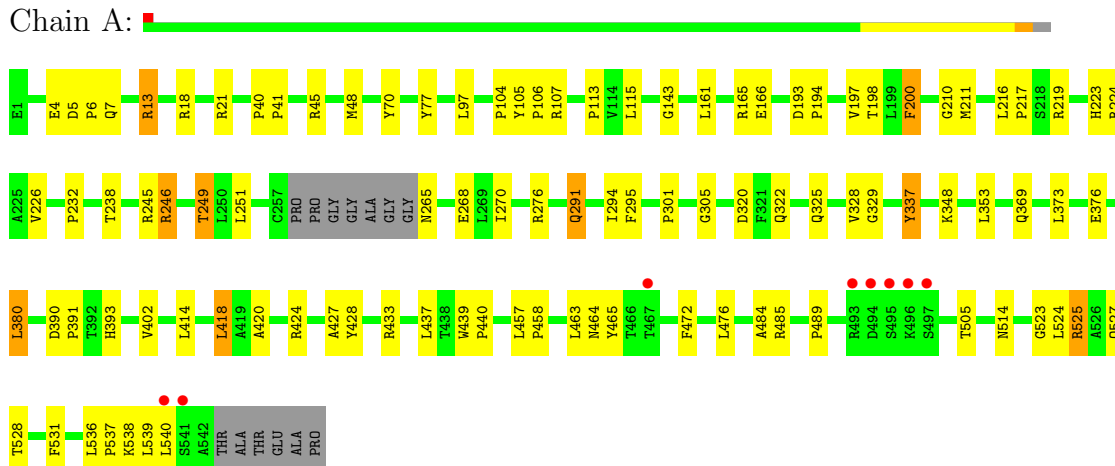 Chain A:
E1 E4 D5 P6 Q7 R13 R18 R21 P40 P41 R45 M48 Y70 Y77 L97 P104 Y105 P106 R107 P113 V114 L115 G143 L161 R165 E166 D193 P194 V197 T198 L199 F200 G210 M211 L216 P217 S218 R219 H223
A225 V226 P232 T238 R245 R246 T249 L250 L251 C257 PRO PRO GLY GLY ALA GLY GLY N265 E268 L269 I270 R276 Q291 I294 F295 P301 G305 D320 F321 Q322 Q325 V328 G329 Y337 K348 L353 Q369 L373 E376
L380 D390 P391 T392 H393 V402 L414 L418 A419 A420 R424 A427 Y428 R433 L437 T438 W439 P440 L457 P458 L463 N464 Y465 T466 T467 F472 L476 A484 R485 P489 R493 D494 S495 K496 S497 T505 N514 G523 L524 R525 A526
T528 F531 L536 P537 K538 L539 L540 S541 A542 THR ALA THR GLU ALA PRO